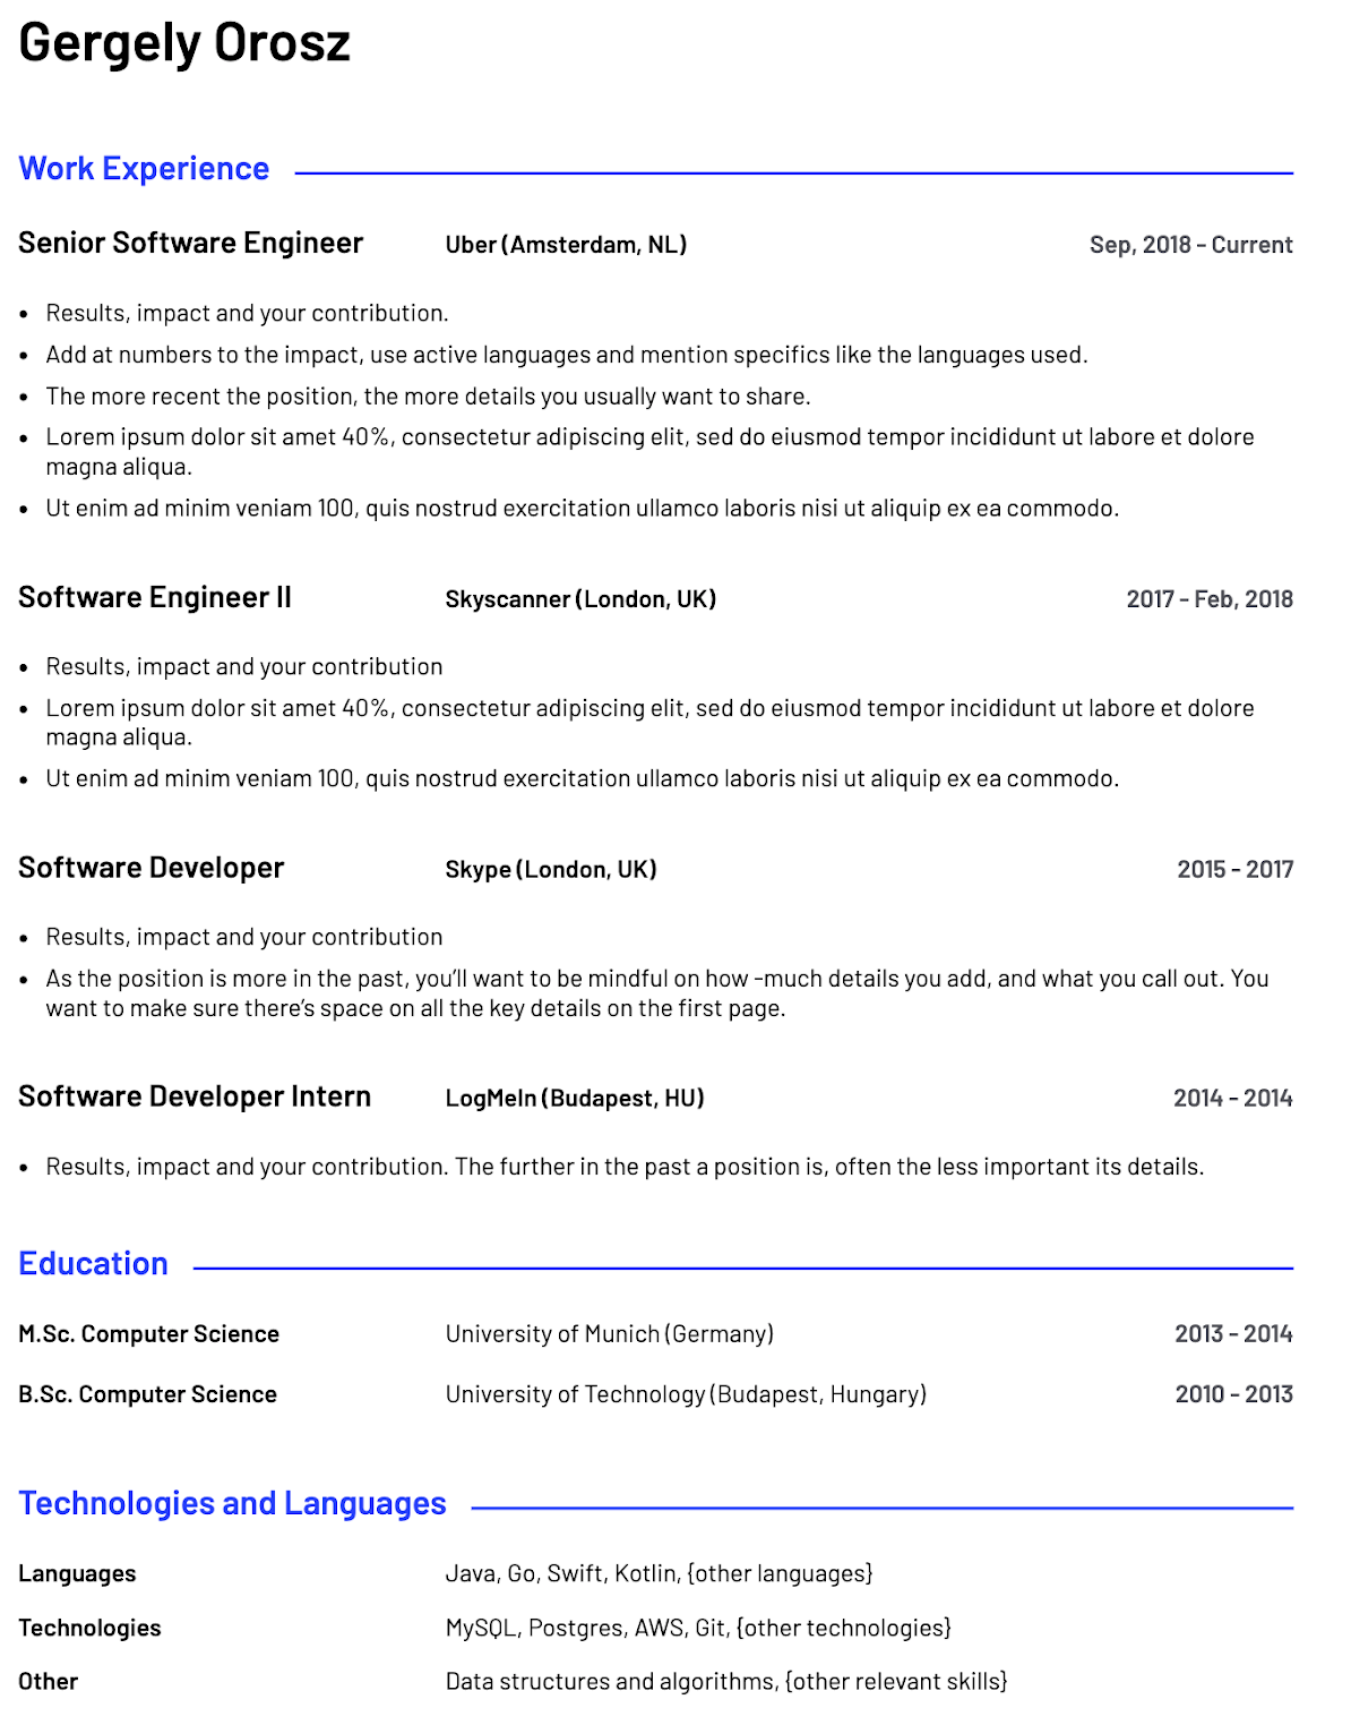 Gergely Orosz
Work Experience
Senior Software Engineer Uber (Amsterdam, NL) Sep, 2018 - Current
• Results, impact and your contribution.
• Add at numbers to the impact, use active languages and mention specifics like the languages used.
• The more recent the position, the more details you usually want to share.
• Lorem ipsum dolor sit amet 40%, consectetur adipiscing elit, sed do eiusmod tempor incididunt ut labore et dolore
magna aliqua.
• Ut enim ad minim veniam 100, quis nostrud exercitation ullamco laboris nisi ut aliquip ex ea commodo.
Software Engineer II Skyscanner (London, UK) 2017 - Feb, 2018
• Results, impact and your contribution
• Lorem ipsum dolor sit amet 40%, consectetur adipiscing elit, sed do eiusmod tempor incididunt ut labore et dolore
magna aliqua.
• Ut enim ad minim veniam 100, quis nostrud exercitation ullamco laboris nisi ut aliquip ex ea commodo.
Software Developer Skype (London, UK) 2015 - 2017
• Results, impact and your contribution
• As the position is more in the past, you’ll want to be mindful on how -much details you add, and what you call out. You
want to make sure there’s space on all the key details on the first page.
Software Developer Intern LogMeIn (Budapest, HU) 2014 - 2014
• Results, impact and your contribution. The further in the past a position is, often the less important its details.
Education
M.Sc. Computer Science University of Munich (Germany) 2013 - 2014
B.Sc. Computer Science University of Technology (Budapest, Hungary) 2010 - 2013
Technologies and Languages
Languages Java, Go, Swift, Kotlin, {other languages}
Technologies MySQL, Postgres, AWS, Git, {other technologies}
Other Data structures and algorithms, {other relevant skills}